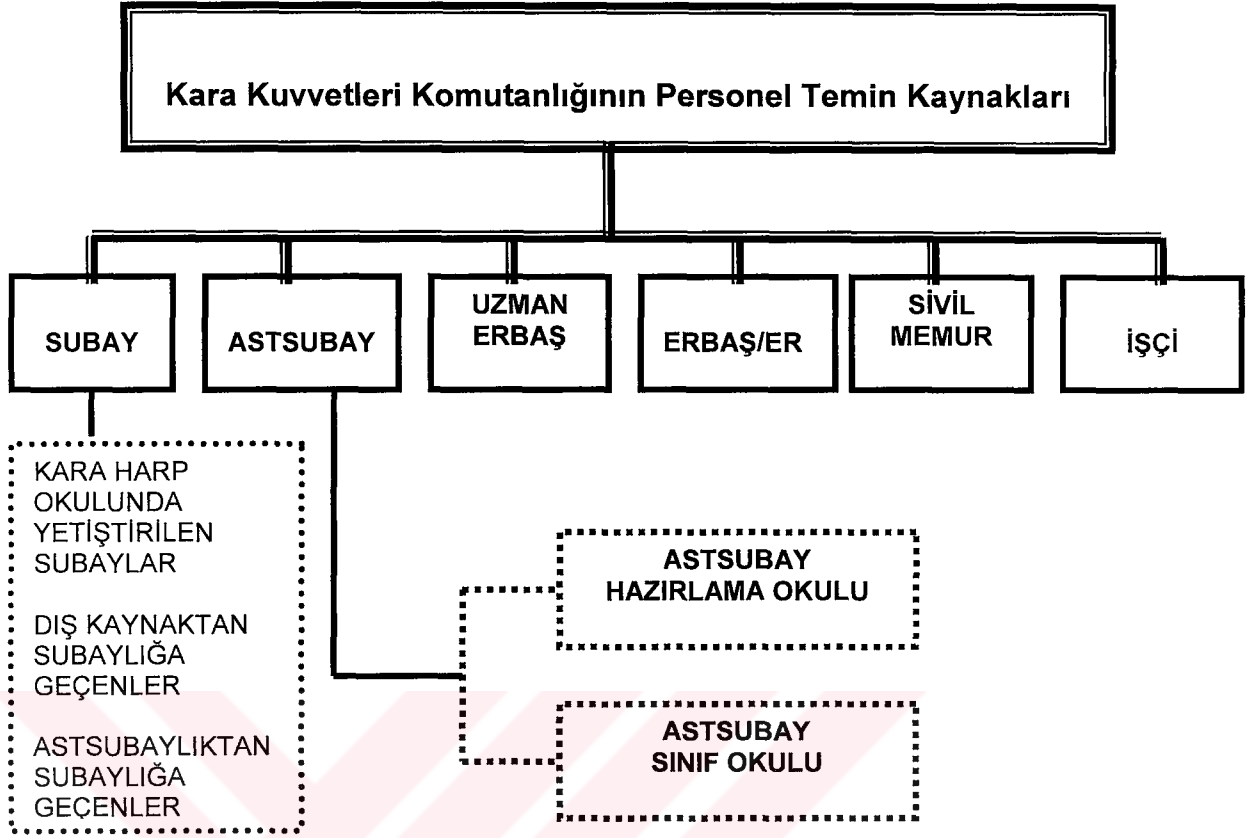 Kara Kuvvetleri Komutanlığının Personel Temin Kaynakları
SUBAY
ASTSUBAY
UZMAN
ERBAŞ
ERBAŞ/ER
SİVİL
MEMUR
İŞÇİ
KARA HARP
OKULUNDA
YETİŞTİRİLEN
SUBAYLAR
DIŞ KAYNAKTAN
SUBAYLIĞA
GEÇENLER
ASTSUBAYLIKTAN
SUBAYLIĞA
GEÇENLER
ASTSUBAY
HAZIRLAMA OKULU
ASTSUBAY
SINIF OKULU